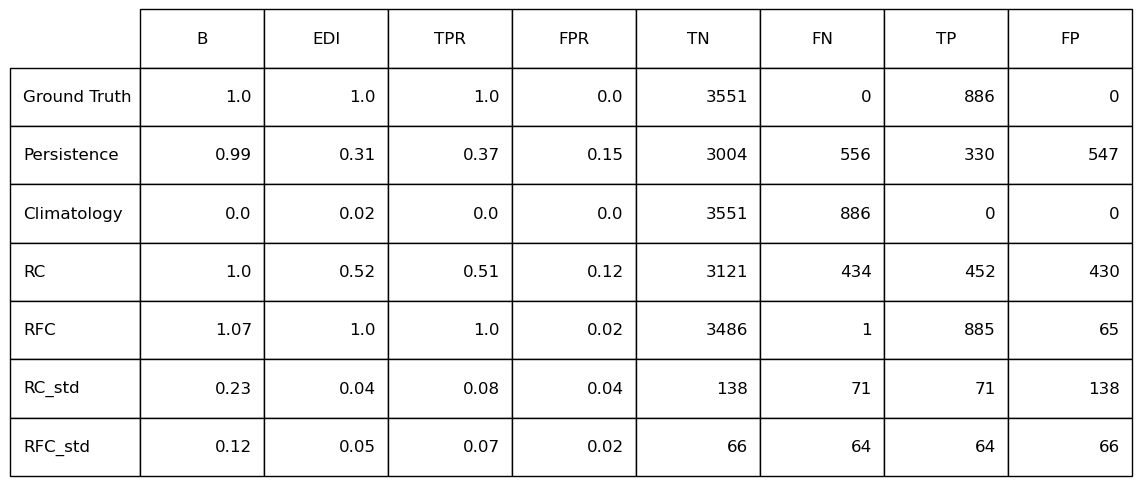 B EDI TPR FPR TN FN TP FP
Ground Truth 1.0 1.0 1.0 0.0 3551 0 886 0
Persistence 0.99 0.31 0.37 0.15 3004 556 330 547
Climatology 0.0 0.02 0.0 0.0 3551 886 0 0
RC 1.0 0.52 0.51 0.12 3121 434 452 430
RFC 1.07 1.0 1.0 0.02 3486 1 885 65
RC_std 0.23 0.04 0.08 0.04 138 71 71 138
RFC_std 0.12 0.05 0.07 0.02 66 64 64 66